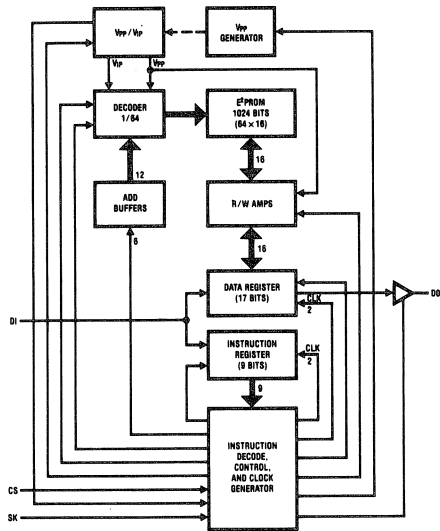 VPP / VIP
VPP
GENERATOR
VIP
VPP
DECODER
1/64
E²PROM
1024 BITS
(64 × 16)
12
16
ADD
BUFFERS
R/W AMPS
6
16
DATA REGISTER
(17 BITS)
DO
CLK
2
DI
INSTRUCTION
REGISTER
(9 BITS)
CLK
2
9
INSTRUCTION
DECODE,
CONTROL,
AND CLOCK
GENERATOR
CS
SK